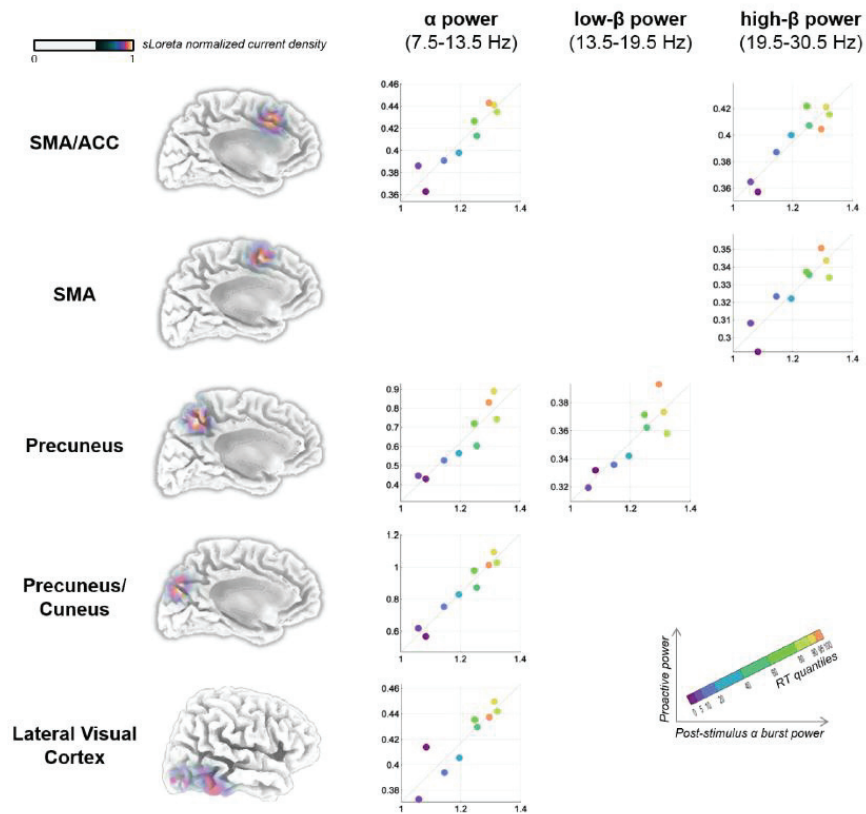 α power
(7.5-13.5 Hz)
low-β power
(13.5-19.5 Hz)
high-β power
(19.5-30.5 Hz)
sLoreta normalized current density
0 1
SMA/ACC
0.46
0.44
0.42
0.4
0.38
0.36
1 1.2 1.4
0.42
0.4
0.38
0.36
1 1.2 1.4
SMA
0.35
0.34
0.33
0.32
0.31
0.3
1 1.2 1.4
Precuneus
0.9
0.8
0.7
0.6
0.5
0.4
1 1.2 1.4
0.38
0.36
0.34
0.32
1 1.2 1.4
Precuneus/
Cuneus
1.2
1
0.8
0.6
1 1.2 1.4
Lateral Visual
Cortex
0.46
0.44
0.42
0.4
0.38
1 1.2 1.4
Proactive power
RT quantiles
Post-stimulus α burst power